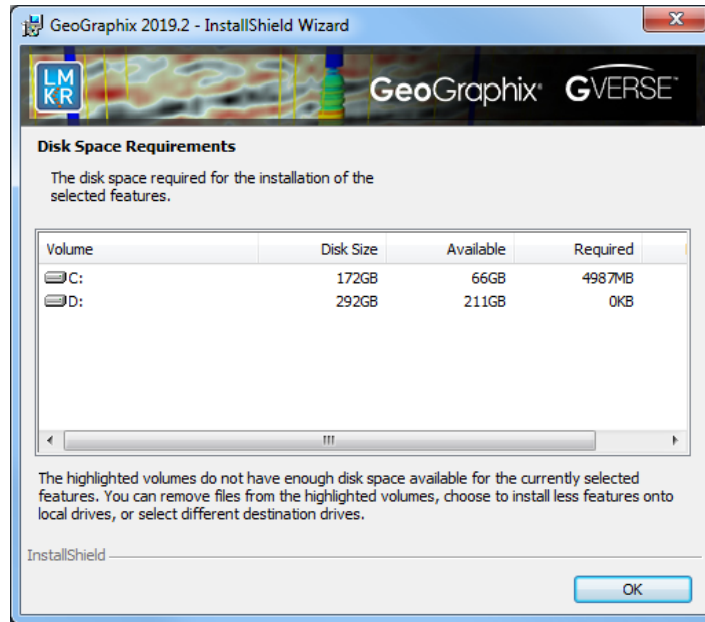 GeoGraphix 2019.2 - InstallShield Wizard
LM
KR
GeoGraphix® GVERSE™
Disk Space Requirements
The disk space required for the installation of the
selected features.
Volume Disk Size Available Required
C: 172GB 66GB 4987MB
D: 292GB 211GB 0KB
The highlighted volumes do not have enough disk space available for the currently selected
features. You can remove files from the highlighted volumes, choose to install less features onto
local drives, or select different destination drives.
InstallShield
OK